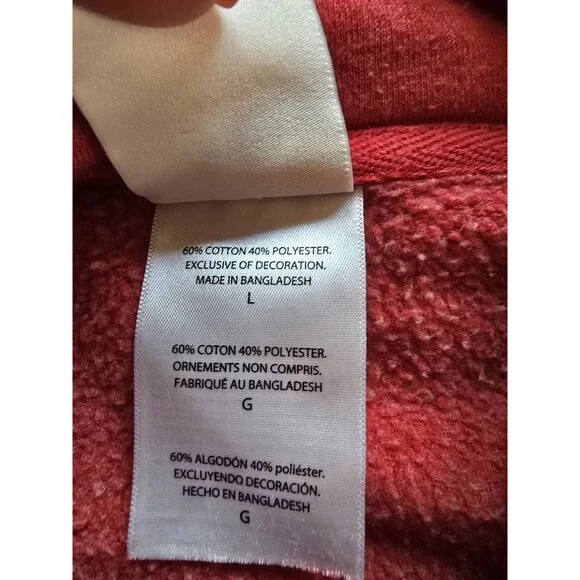 60% COTTON 40% POLYESTER.
EXCLUSIVE OF DECORATION.
MADE IN BANGLADESH
L
60% COTON 40% POLYESTER.
ORNEMENTS NON COMPRIS.
FABRIQUÉ AU BANGLADESH
G
60% ALGODÓN 40% poliéster.
EXCLUYENDO DECORACIÓN.
HECHO EN BANGLADESH
G